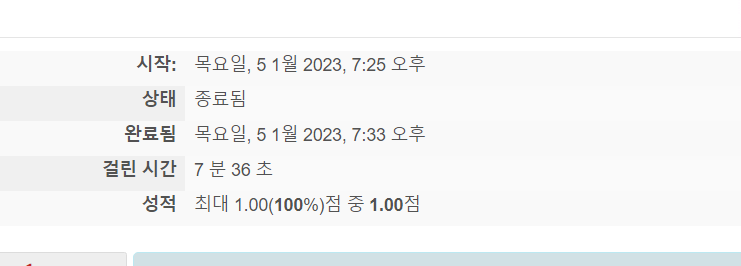 시작: 목요일, 5 1월 2023, 7:25 오후
상태 종료됨
완료됨 목요일, 5 1월 2023, 7:33 오후
걸린 시간 7 분 36 초
성적 최대 1.00(100%)점 중 1.00점